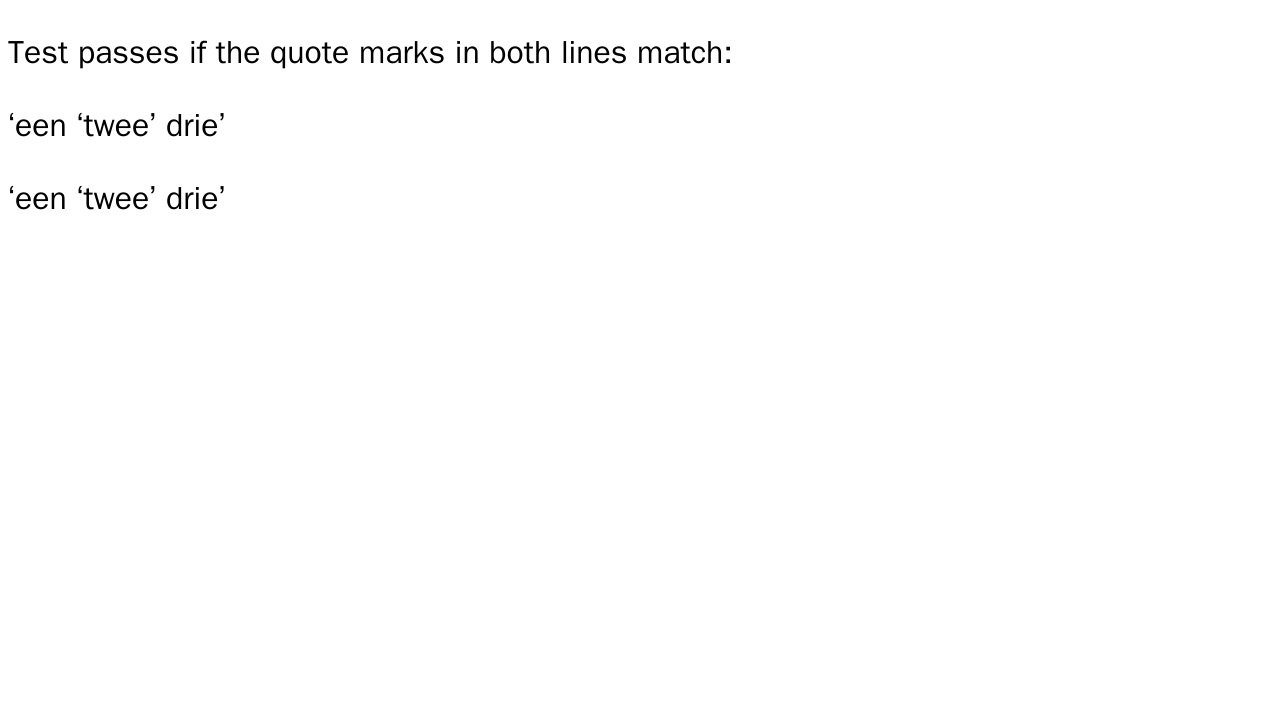 Test passes if the quote marks in both lines match:
‘een ‘twee’ drie’
‘een ‘twee’ drie’